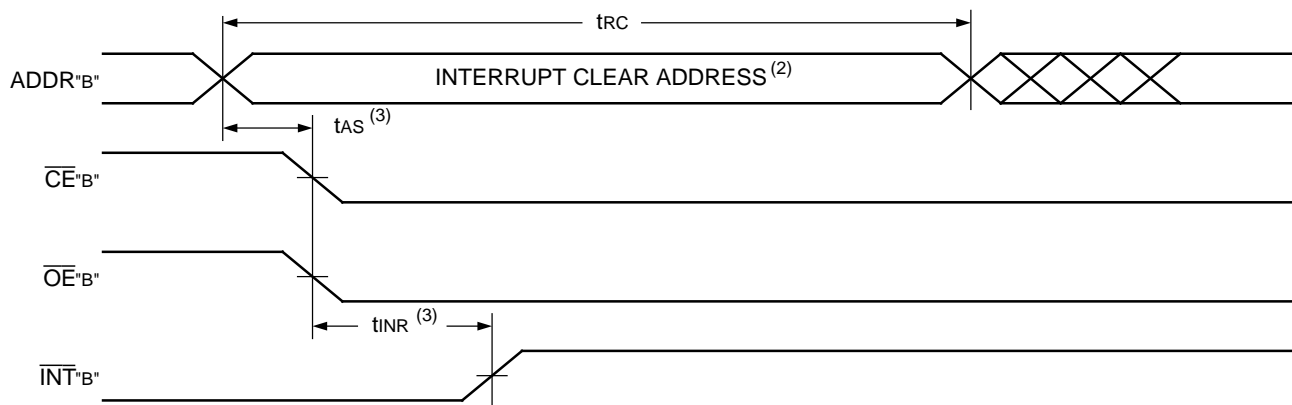 tRC
ADDR"B"
INTERRUPT CLEAR ADDRESS(2)
tAS (3)
CE"B"
OE"B"
tINR (3)
INT"B"